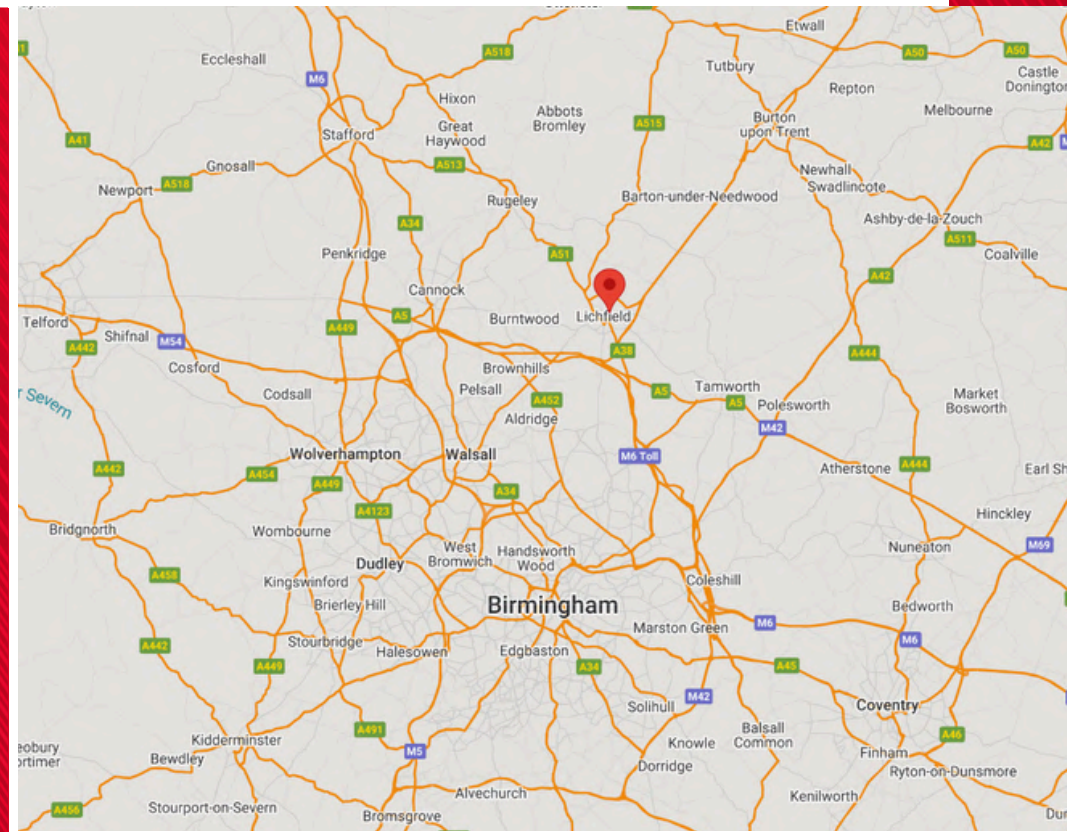 Etwall
Eccleshall
A518
A50
A50
M6
Tutbury
Castle
Donington
Repton
Hixon
Abbots
Bromley
Melbourne
Great
Haywood
Burton
upon Trent
A515
Stafford
A41
A42
A513
Gnosall
Newhall
Newport
A518
Swadlincote
Rugeley
Barton-under-Needwood
A34
Ashby-de-la-Zouch
A511
Penkridge
A51
Coalville
A42
Cannock
Burntwood
Lichfield
Telford
A5
A449
Shifnal
M54
A442
A38
A444
Cosford
Brownhills
r Severn
Codsall
Pelsall
A452
A5
Tamworth
A5
Polesworth
Market
Bosworth
Aldridge
M42
Wolverhampton
Walsall
M6 Toll
A442
A454
A449
Atherstone
A444
Earl Sh
A34
A4123
Hinckley
Bridgnorth
Wombourne
West
Bromwich
Handsworth
Wood
Nuneaton
M69
Dudley
A458
Kingswinford
Coleshill
Brierley Hill
Birmingham
Bedworth
M6
Marston Green
A442
Stourbridge
Halesowen
Edgbaston
M6
A449
A34
A45
M42
Solihull
Coventry
A491
Balsall
Common
A46
Kidderminster
M5
Knowle
eobury
ortimer
Bewdley
Finham
Dorridge
Ryton-on-Dunsmore
Alvechurch
Kenilworth
A456
Stourport-on-Severn
Bromsgrove
Dun